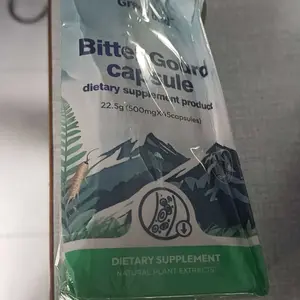 Bitter Gourd
capsule
dietary supplement product
22.5g (500mgX45capsules)
DIETARY SUPPLEMENT
NATURAL PLANT EXTRACTS